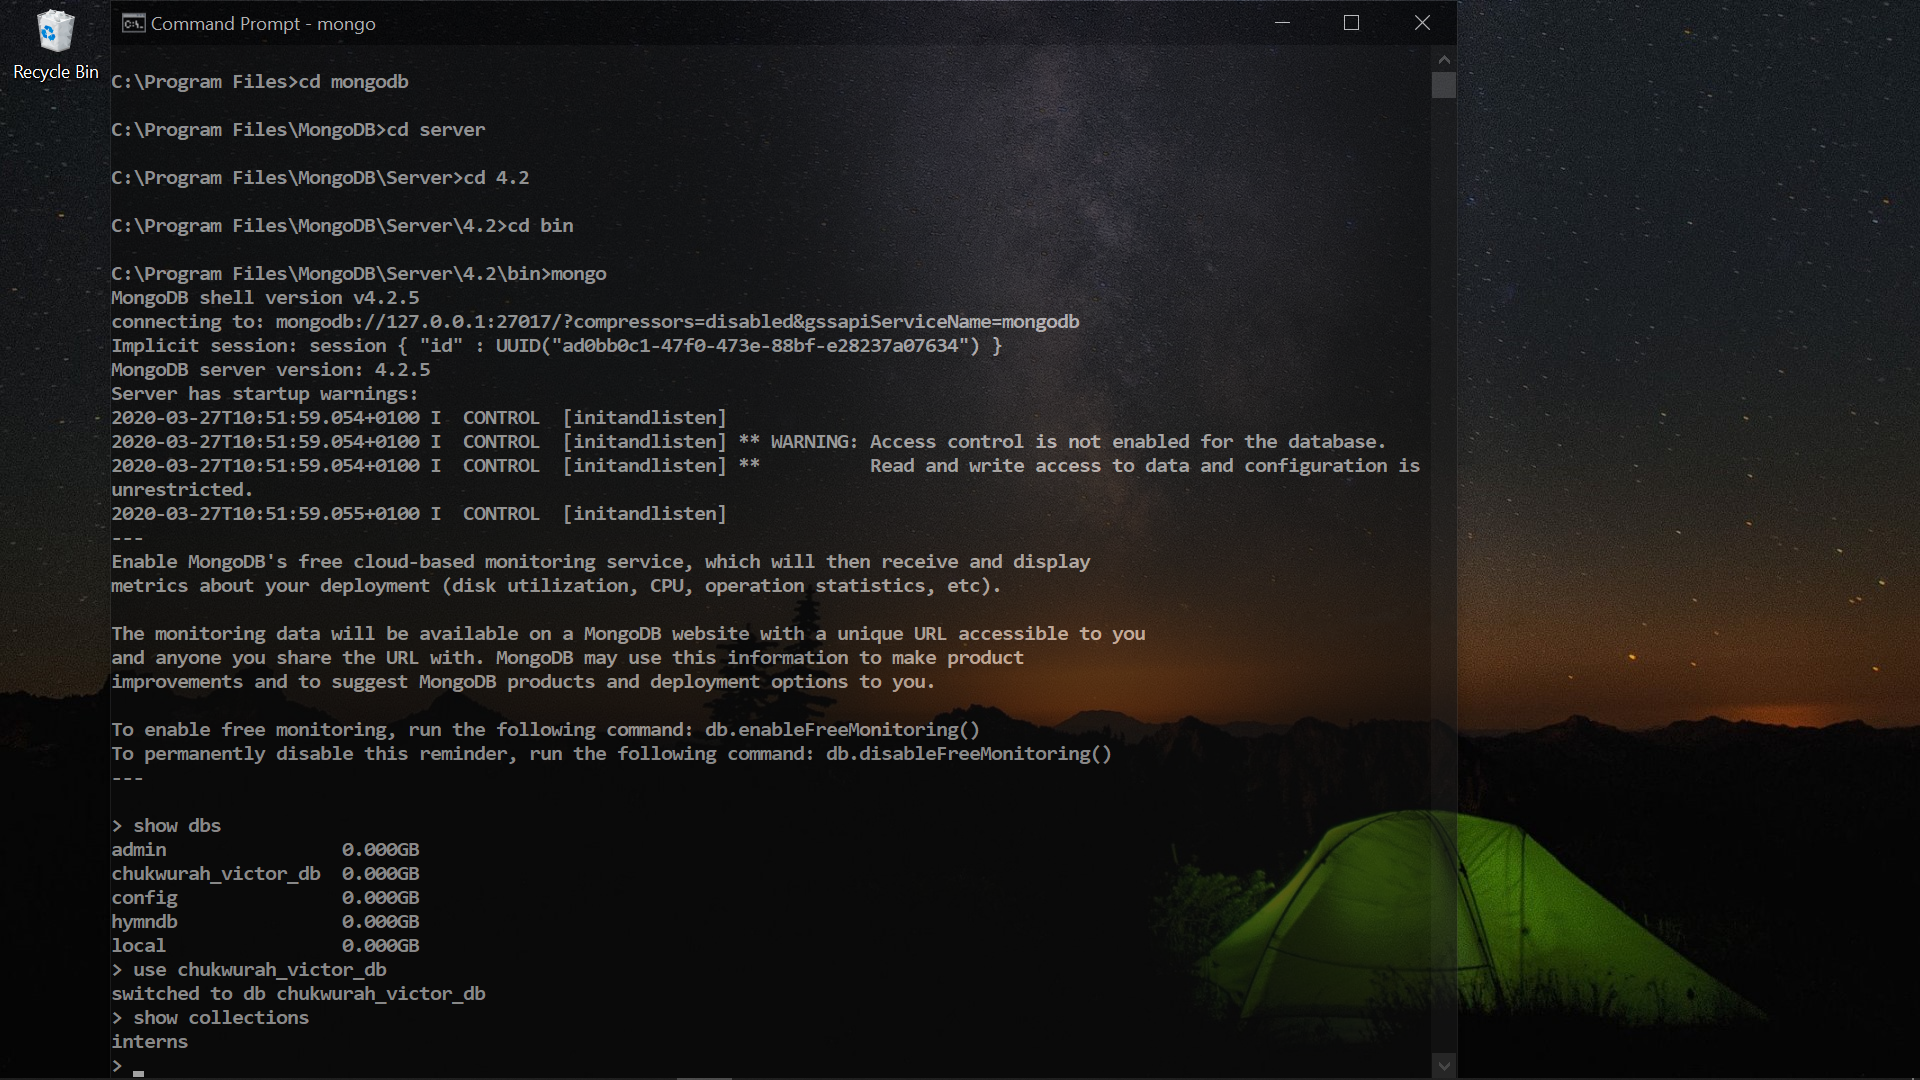 Recycle Bin
Command Prompt - mongo
C:\Program Files>cd mongodb
C:\Program Files\MongoDB>cd server
C:\Program Files\MongoDB\Server>cd 4.2
C:\Program Files\MongoDB\Server\4.2>cd bin
C:\Program Files\MongoDB\Server\4.2\bin>mongo
MongoDB shell version v4.2.5
connecting to: mongodb://127.0.0.1:27017/?compressors=disabled&gssapiServiceName=mongodb
Implicit session: session { "id" : UUID("ad0bb0c1-47f0-473e-88bf-e28237a07634") }
MongoDB server version: 4.2.5
Server has startup warnings:
2020-03-27T10:51:59.054+0100 I  CONTROL  [initandlisten]
2020-03-27T10:51:59.054+0100 I  CONTROL  [initandlisten] ** WARNING: Access control is not enabled for the database.
2020-03-27T10:51:59.054+0100 I  CONTROL  [initandlisten] **          Read and write access to data and configuration is
unrestricted.
2020-03-27T10:51:59.055+0100 I  CONTROL  [initandlisten]
---
Enable MongoDB's free cloud-based monitoring service, which will then receive and display
metrics about your deployment (disk utilization, CPU, operation statistics, etc).
The monitoring data will be available on a MongoDB website with a unique URL accessible to you
and anyone you share the URL with. MongoDB may use this information to make product
improvements and to suggest MongoDB products and deployment options to you.
To enable free monitoring, run the following command: db.enableFreeMonitoring()
To permanently disable this reminder, run the following command: db.disableFreeMonitoring()
---
> show dbs
admin                0.000GB
chukwurah_victor_db  0.000GB
config               0.000GB
hymndb               0.000GB
local                0.000GB
> use chukwurah_victor_db
switched to db chukwurah_victor_db
> show collections
interns
>